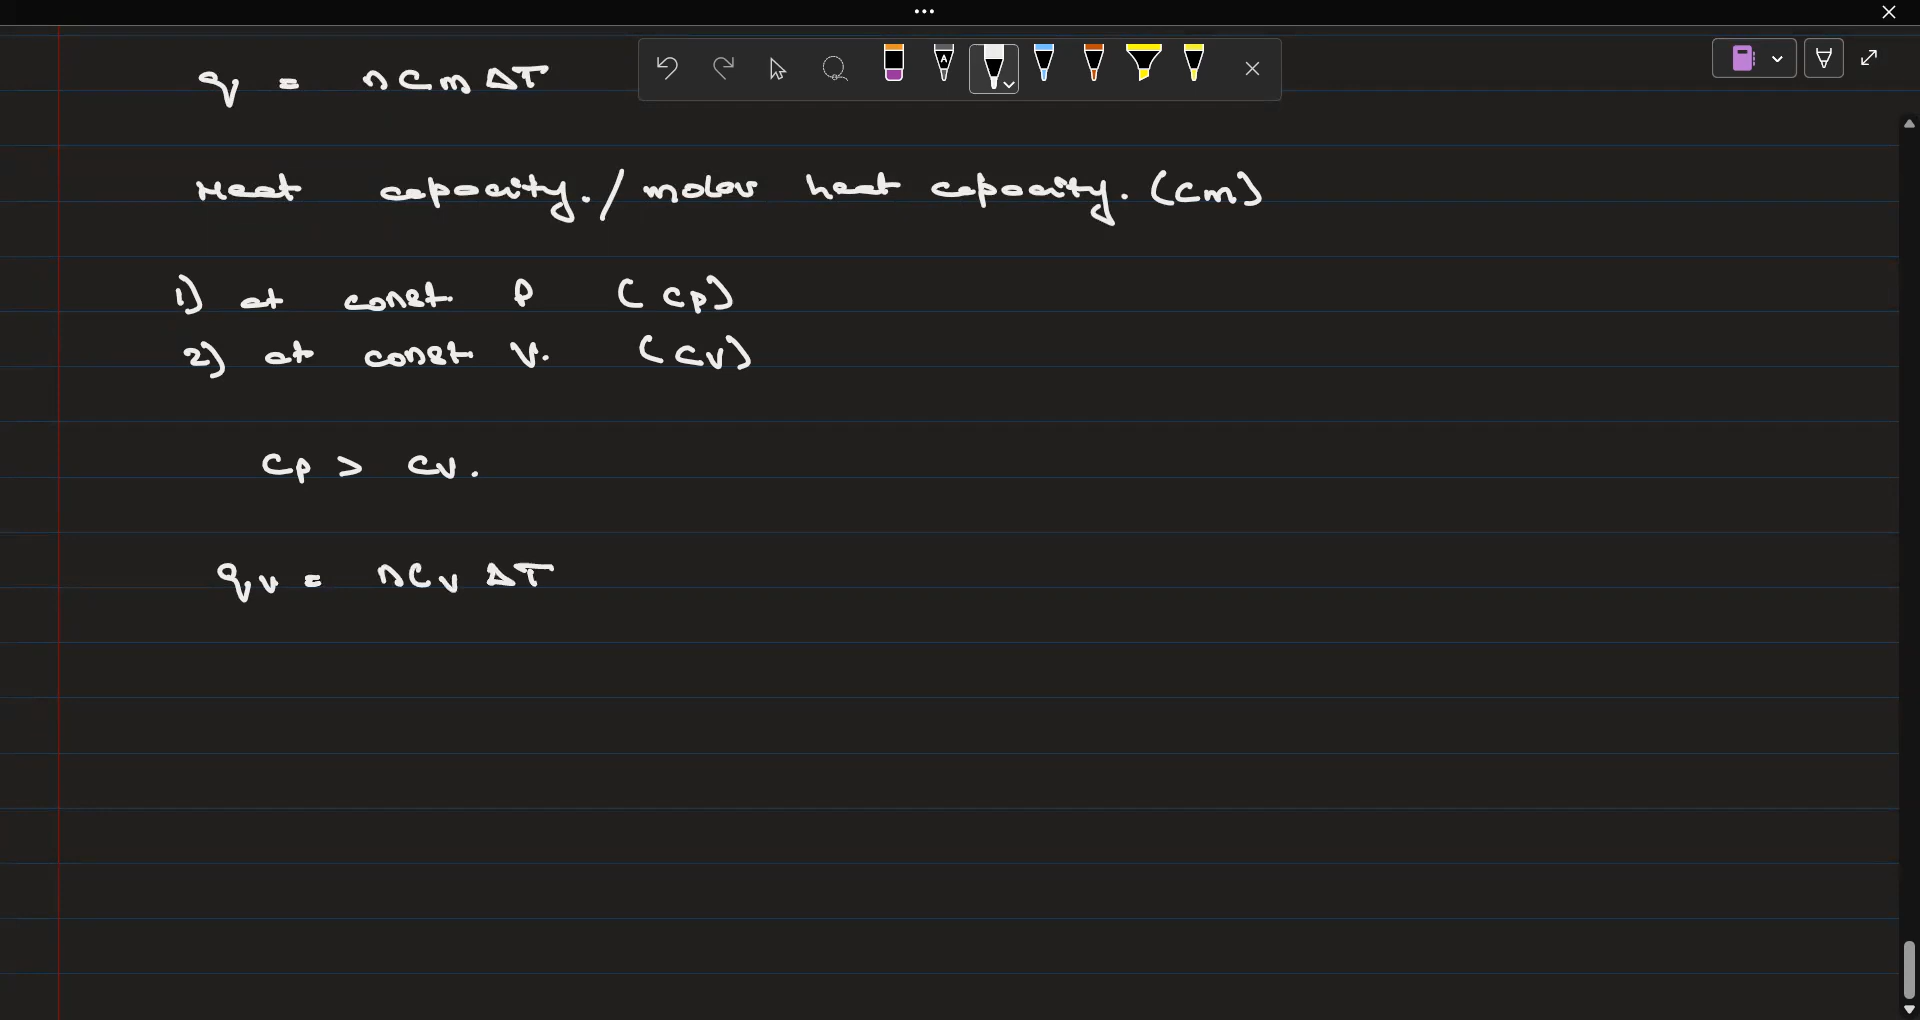 q = nCm ΔT
Heat capacity. / molar heat capacity. (Cm)
1) at const. P (Cp)
2) at const. V. (Cv)
Cp > Cv.
qv = nCv ΔT